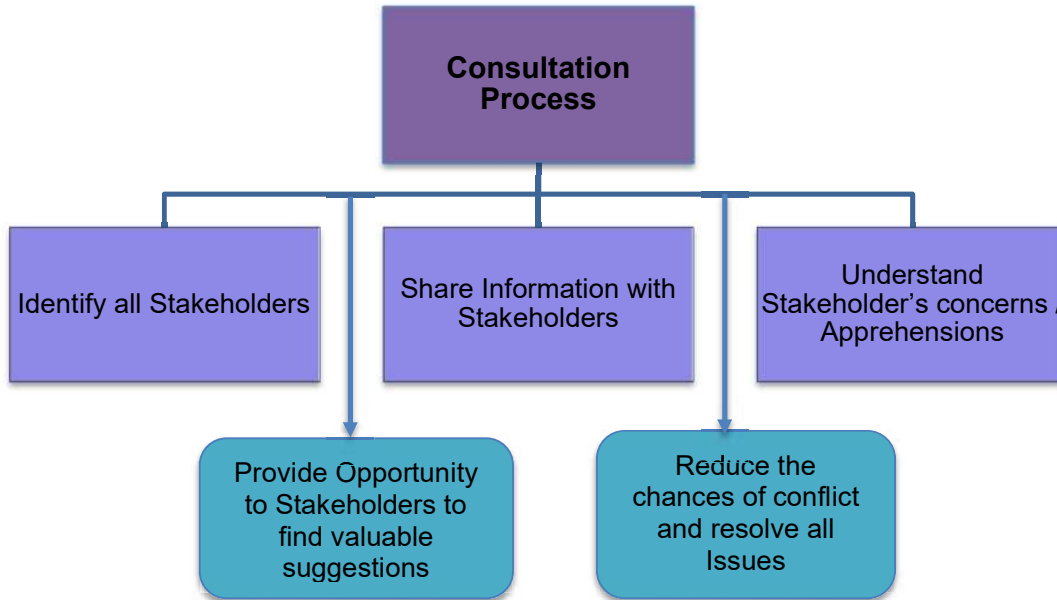 Consultation
Process
Identify all Stakeholders
Share Information with
Stakeholders
Understand
Stakeholder’s concerns /
Apprehensions
Provide Opportunity
to Stakeholders to
find valuable
suggestions
Reduce the
chances of conflict
and resolve all
Issues